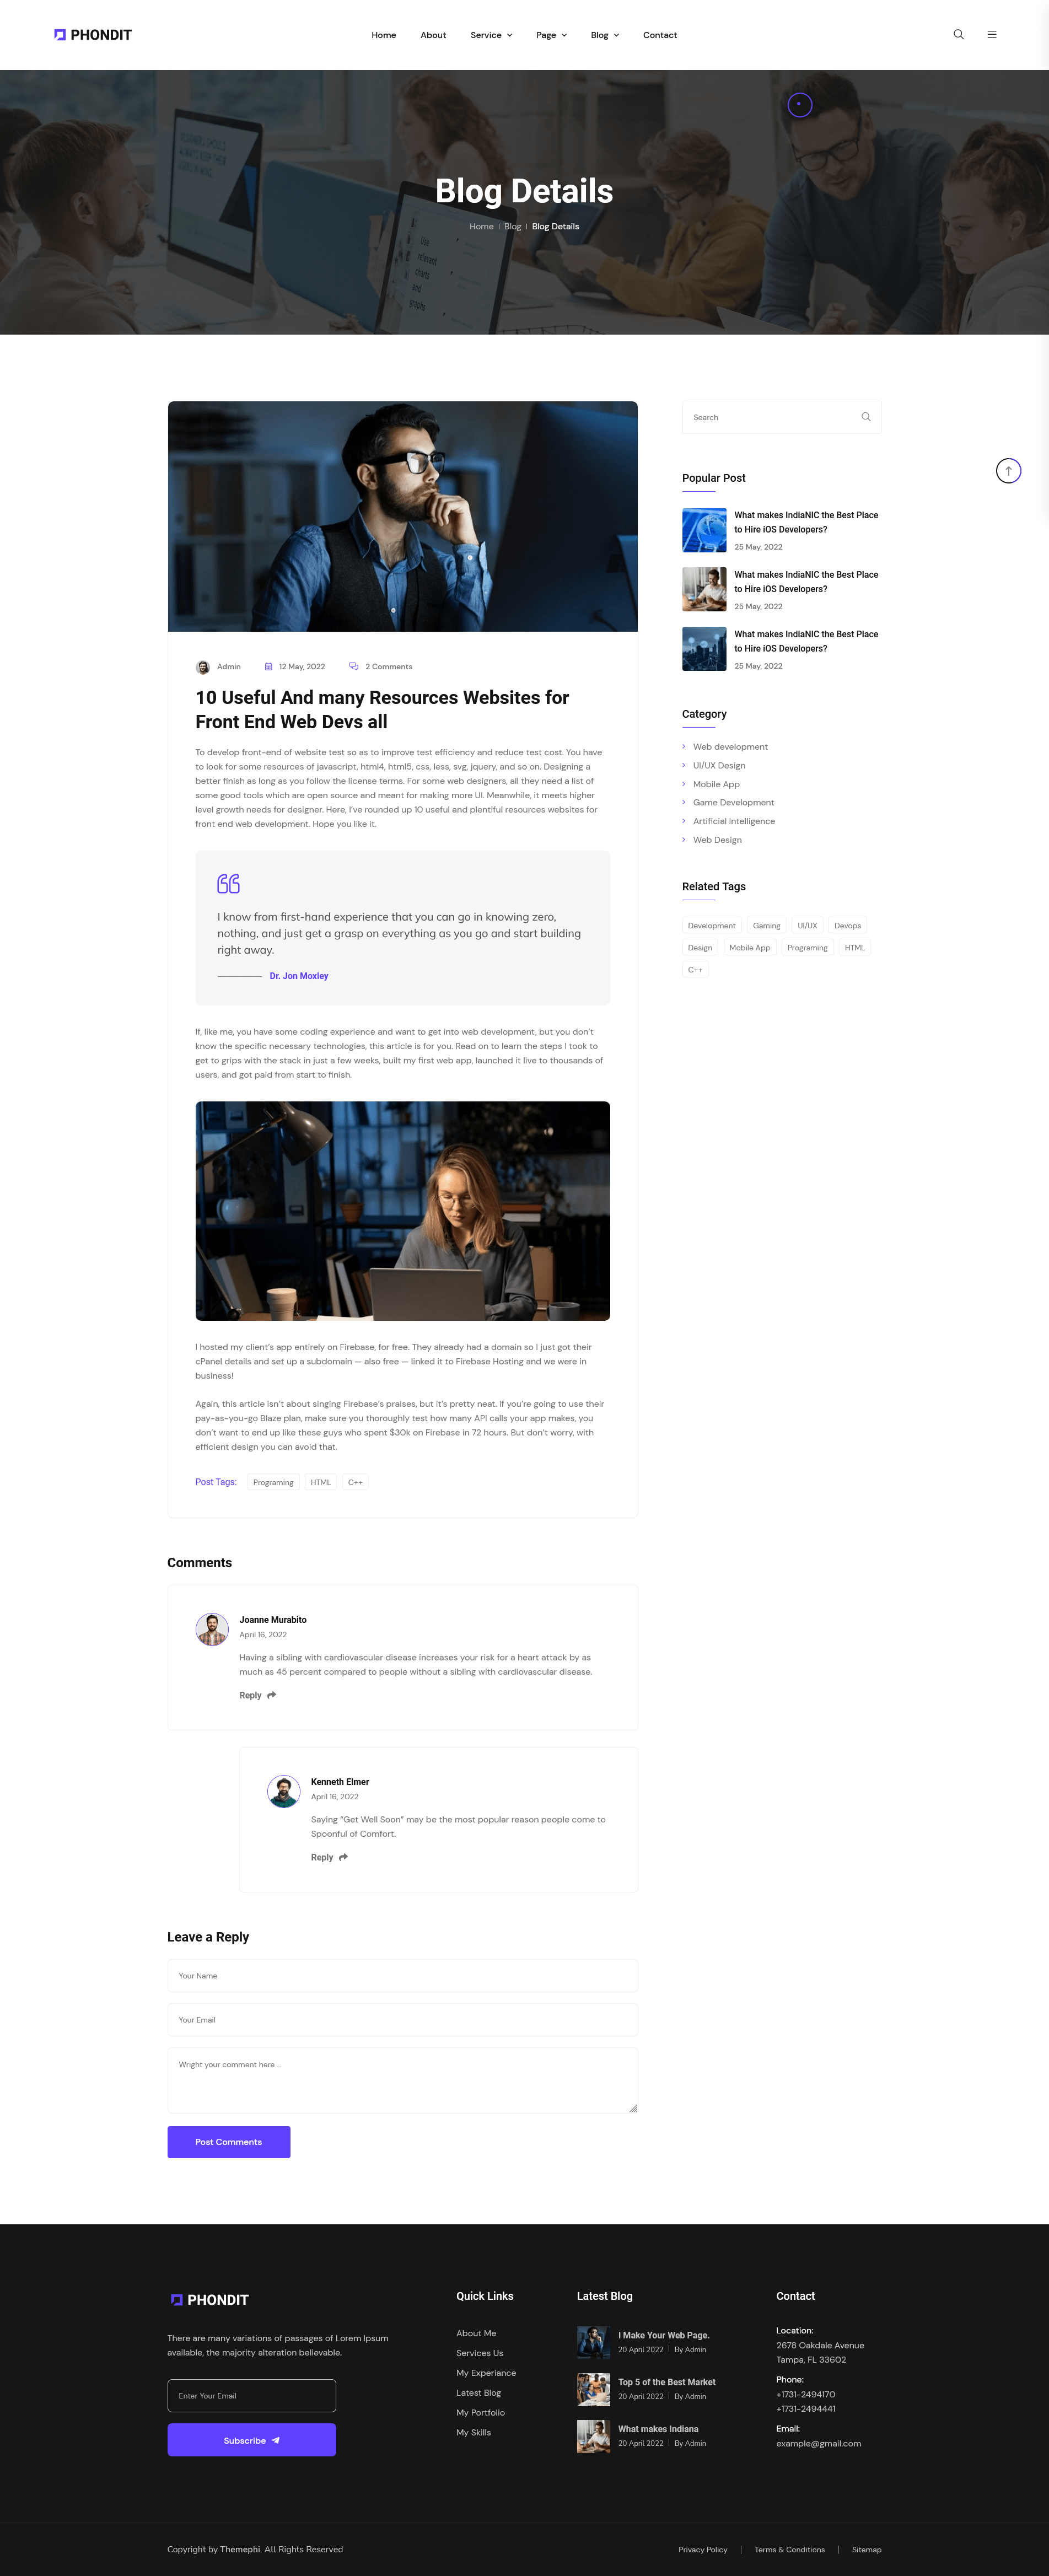 PHONDIT
Home
About
Service
Page
Blog
Contact
Blog Details
Home
Blog
Blog Details
Admin
12 May, 2022
2 Comments
10 Useful And many Resources Websites for
Front End Web Devs all
To develop front-end of website test so as to improve test efficiency and reduce test cost. You have
to look for some resources of javascript, html4, html5, css, less, svg, jquery, and so on. Designing a
better finish as long as you follow the license terms. For some web designers, all they need a list of
some good tools which are open source and meant for making more UI. Meanwhile, it meets higher
level growth needs for designer. Here, I've rounded up 10 useful and plentiful resources websites for
front end web development. Hope you like it.
I know from first-hand experience that you can go in knowing zero,
nothing, and just get a grasp on everything as you go and start building
right away.
Dr. Jon Moxley
If, like me, you have some coding experience and want to get into web development, but you don't
know the specific necessary technologies, this article is for you. Read on to learn the steps I took to
get to grips with the stack in just a few weeks, built my first web app, launched it live to thousands of
users, and got paid from start to finish.
I hosted my client's app entirely on Firebase, for free. They already had a domain so I just got their
cPanel details and set up a subdomain — also free — linked it to Firebase Hosting and we were in
business!
Again, this article isn't about singing Firebase's praises, but it's pretty neat. If you're going to use their
pay-as-you-go Blaze plan, make sure you thoroughly test how many API calls your app makes, you
don't want to end up like these guys who spent $30k on Firebase in 72 hours. But don't worry, with
efficient design you can avoid that.
Post Tags:
Programing
HTML
C++
Comments
Joanne Murabito
April 16, 2022
Having a sibling with cardiovascular disease increases your risk for a heart attack by as
much as 45 percent compared to people without a sibling with cardiovascular disease.
Reply
Kenneth Elmer
April 16, 2022
Saying “Get Well Soon” may be the most popular reason people come to
Spoonful of Comfort.
Reply
Leave a Reply
Your Name
Your Email
Wright your comment here ...
Post Comments
Search
Popular Post
What makes IndiaNIC the Best Place
to Hire iOS Developers?
25 May, 2022
What makes IndiaNIC the Best Place
to Hire iOS Developers?
25 May, 2022
What makes IndiaNIC the Best Place
to Hire iOS Developers?
25 May, 2022
Category
Web development
UI/UX Design
Mobile App
Game Development
Artificial Intelligence
Web Design
Related Tags
Development
Gaming
UI/UX
Devops
Design
Mobile App
Programing
HTML
C++
PHONDIT
There are many variations of passages of Lorem Ipsum
available, the majority alteration believable.
Enter Your Email
Subscribe
Quick Links
About Me
Services Us
My Experiance
Latest Blog
My Portfolio
My Skills
Latest Blog
I Make Your Web Page.
20 April 2022 | By Admin
Top 5 of the Best Market
20 April 2022 | By Admin
What makes Indiana
20 April 2022 | By Admin
Contact
Location:
2678 Oakdale Avenue
Tampa, FL 33602
Phone:
+1731-2494170
+1731-2494441
Email:
example@gmail.com
Copyright by Themephi. All Rights Reserved
Privacy Policy
Terms & Conditions
Sitemap